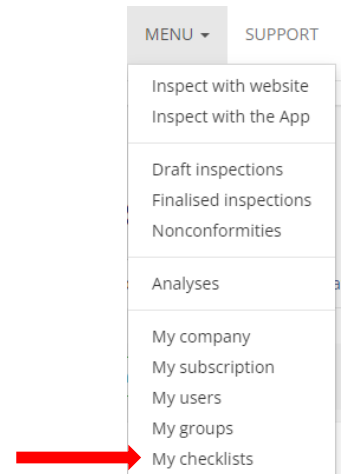 MENU SUPPORT
Inspect with website
Inspect with the App
Draft inspections
Finalised inspections
Nonconformities
Analyses
My company
My subscription
My users
My groups
My checklists